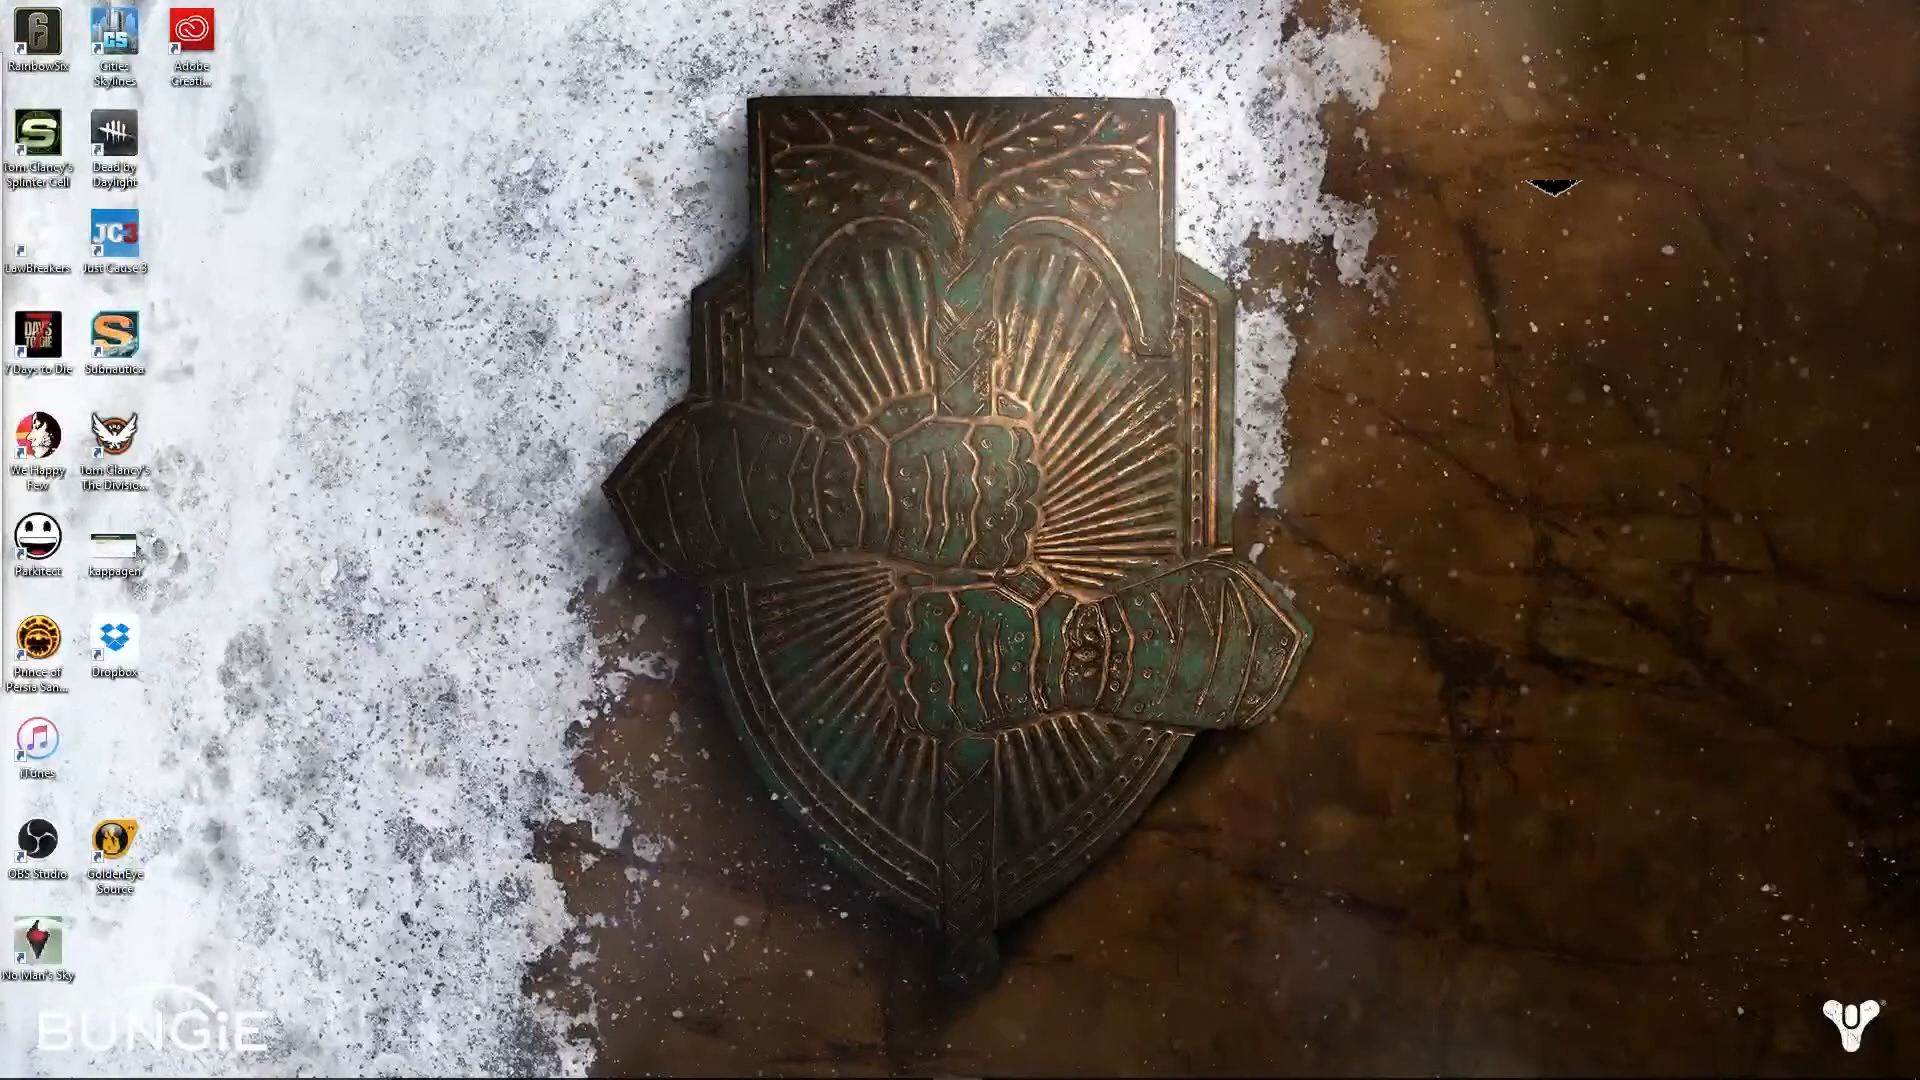 RainbowSix
Cities
Skylines
Adobe
Creati...
Tom Clancy's
Splinter Cell
Dead by
Daylight
LawBreakers
JC3
Just Cause 3
7 Days to Die
Subnautica
We Happy
Few
Tom Clancy's
The Divisio...
Parkitect
kappagen
Prince of
Persia San...
Dropbox
iTunes
OBS Studio
GoldenEye
Source
No Man's Sky
BUNGiE